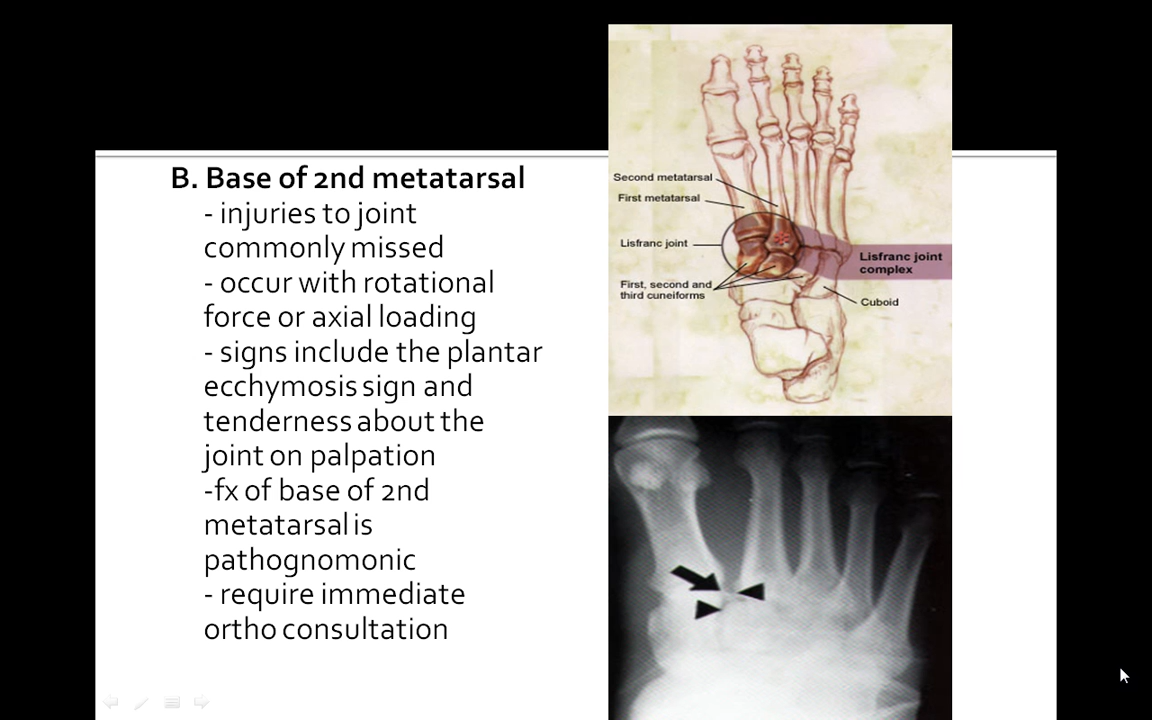 B. Base of 2nd metatarsal
- injuries to joint
commonly missed
- occur with rotational
force or axial loading
- signs include the plantar
ecchymosis sign and
tenderness about the
joint on palpation
-fx of base of 2nd
metatarsal is
pathognomonic
- require immediate
ortho consultation
Second metatarsal
First metatarsal
Lisfranc joint
Lisfranc joint
complex
First, second and
third cuneiforms
Cuboid